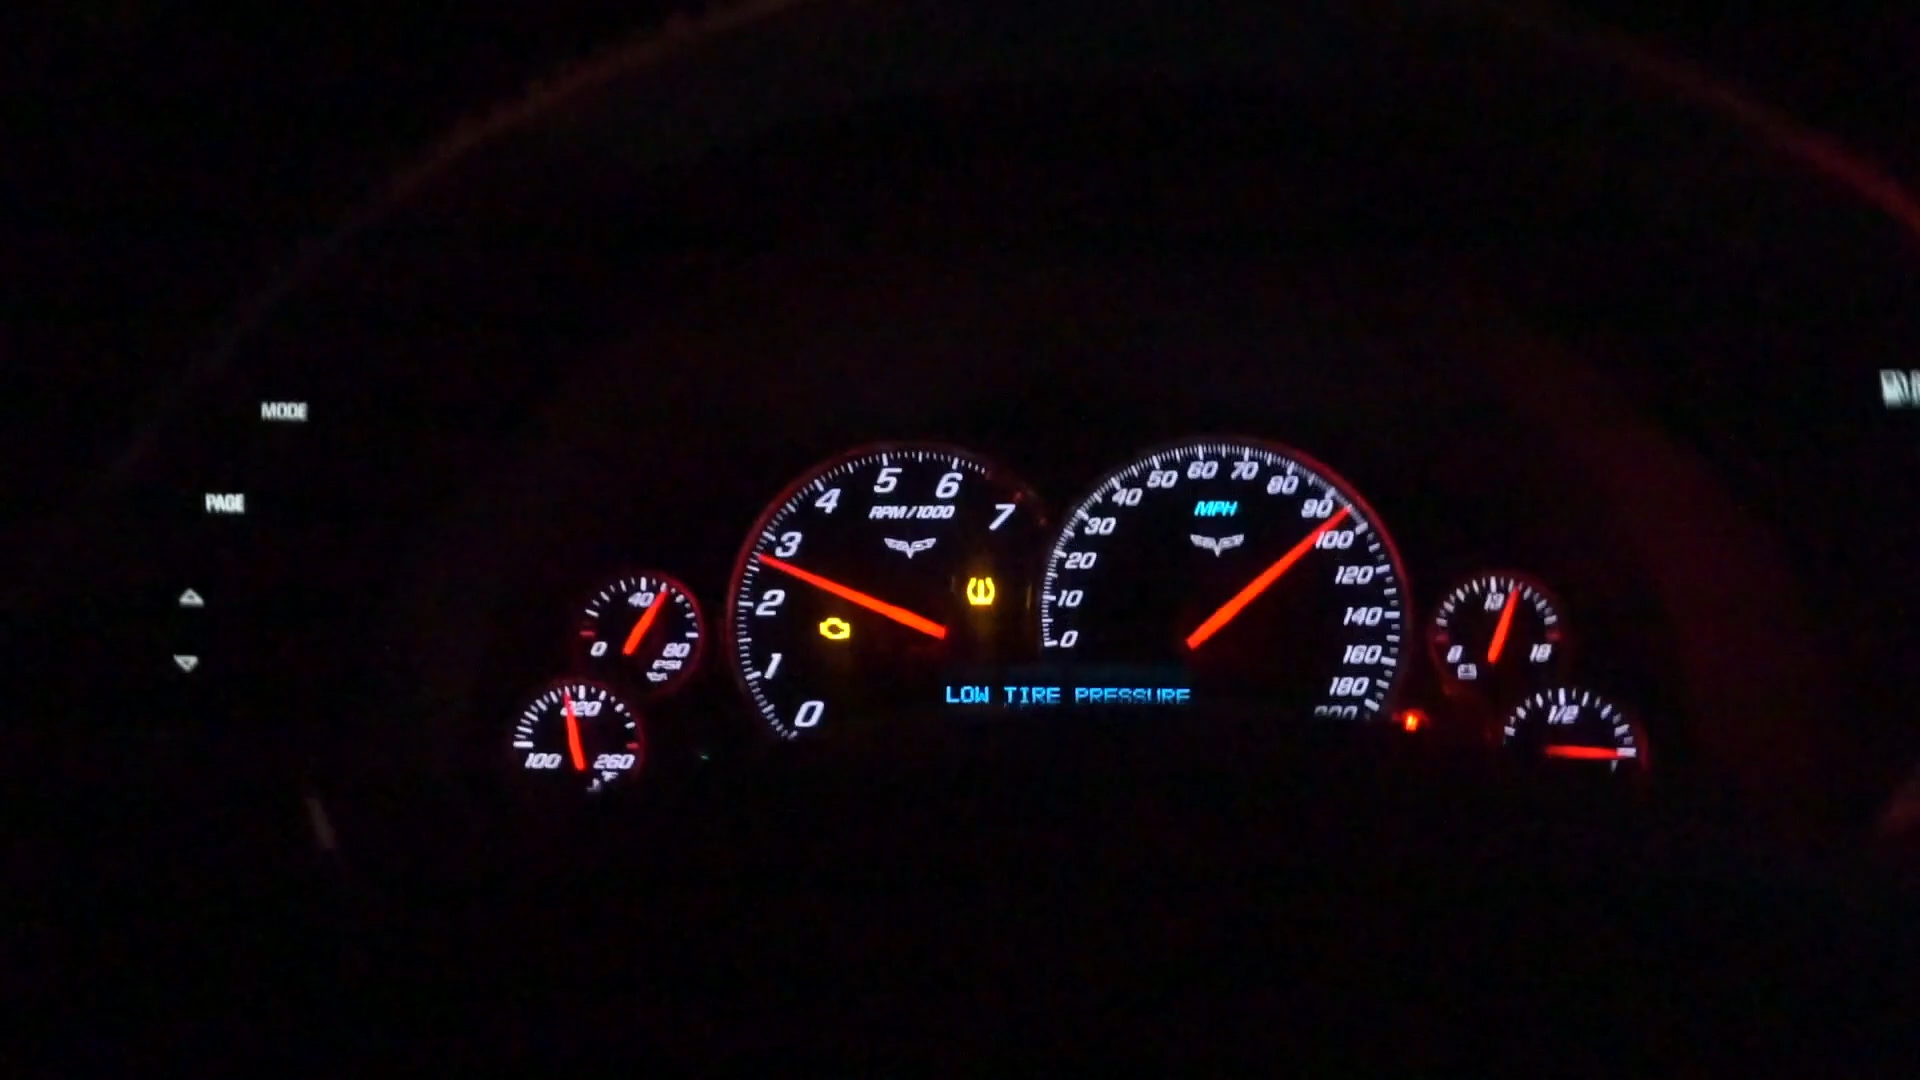 MODE
PAGE
0 40 80
PSI
100 220 260
°F
0 1 2 3 4 5 6 7
RPM/1000
0 10 20 30 40 50 60 70 80 90 100 120 140 160 180 200
MPH
LOW TIRE PRESSURE
13 18
1/2